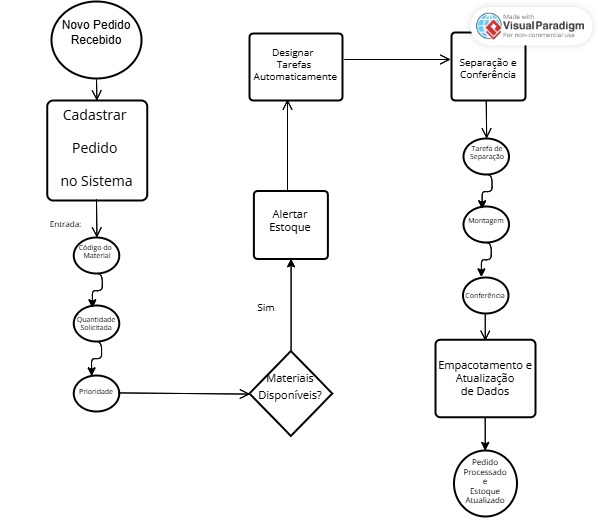 Novo Pedido
Recebido
Cadastrar
Pedido
no Sistema
Entrada:
Código do
Material
Quantidade
Solicitada
Prioridade
Materiais
Disponíveis?
Sim
Alertar
Estoque
Designar
Tarefas
Automaticamente
Separação e
Conferência
Tarefa de
Separação
Montagem
Conferência
Empacotamento e
Atualização
de Dados
Pedido
Processado
e
Estoque
Atualizado
Made with
VisualParadigm
For non-commercial use